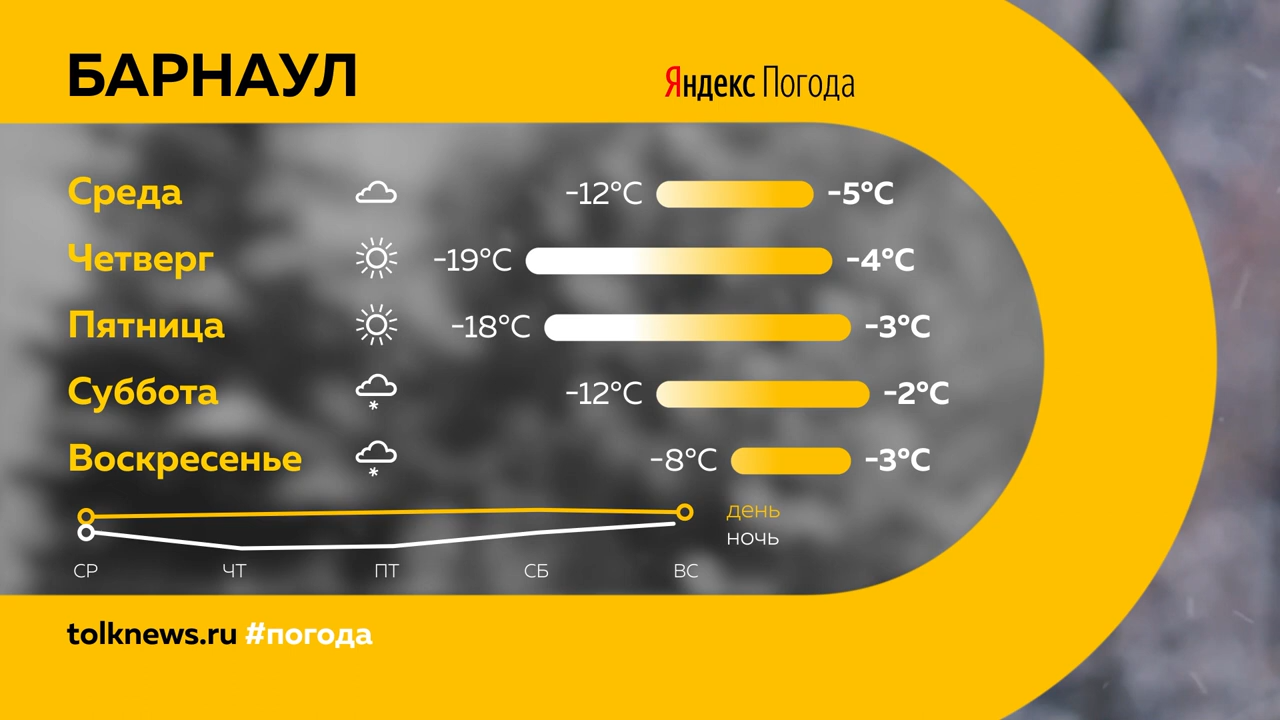 БАРНАУЛ
Яндекс Погода
Среда -12°C -5°C
Четверг -19°C -4°C
Пятница -18°C -3°C
Суббота -12°C -2°C
Воскресенье -8°C -3°C
день
ночь
СР ЧТ ПТ СБ ВС
tolknews.ru #погода